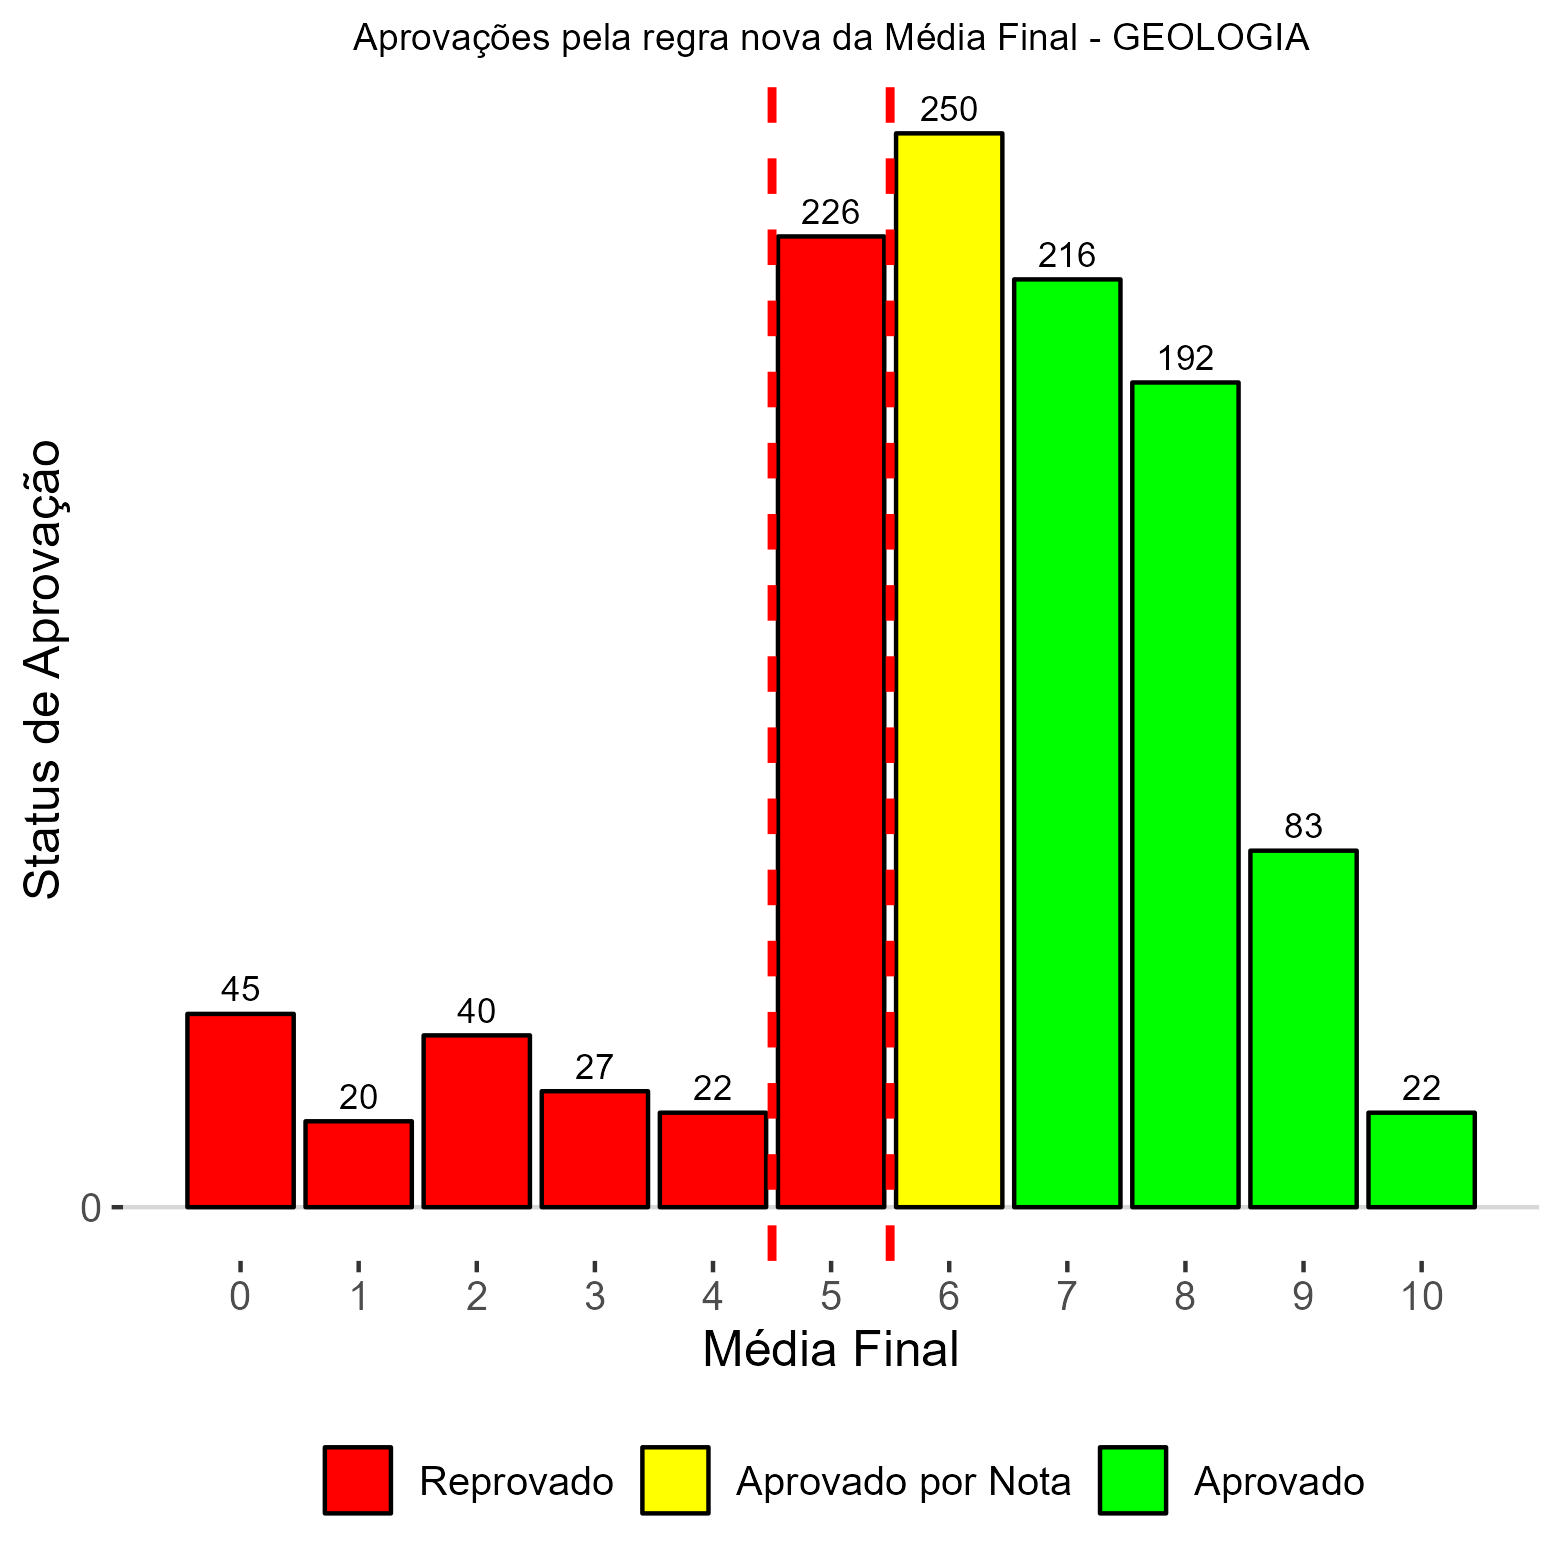 Aprovações pela regra nova da Média Final - GEOLOGIA
250
226
216
192
83
45
40
27
20
22
22
Status de Aprovação
0
0 1 2 3 4 5 6 7 8 9 10
Média Final
Reprovado Aprovado por Nota Aprovado